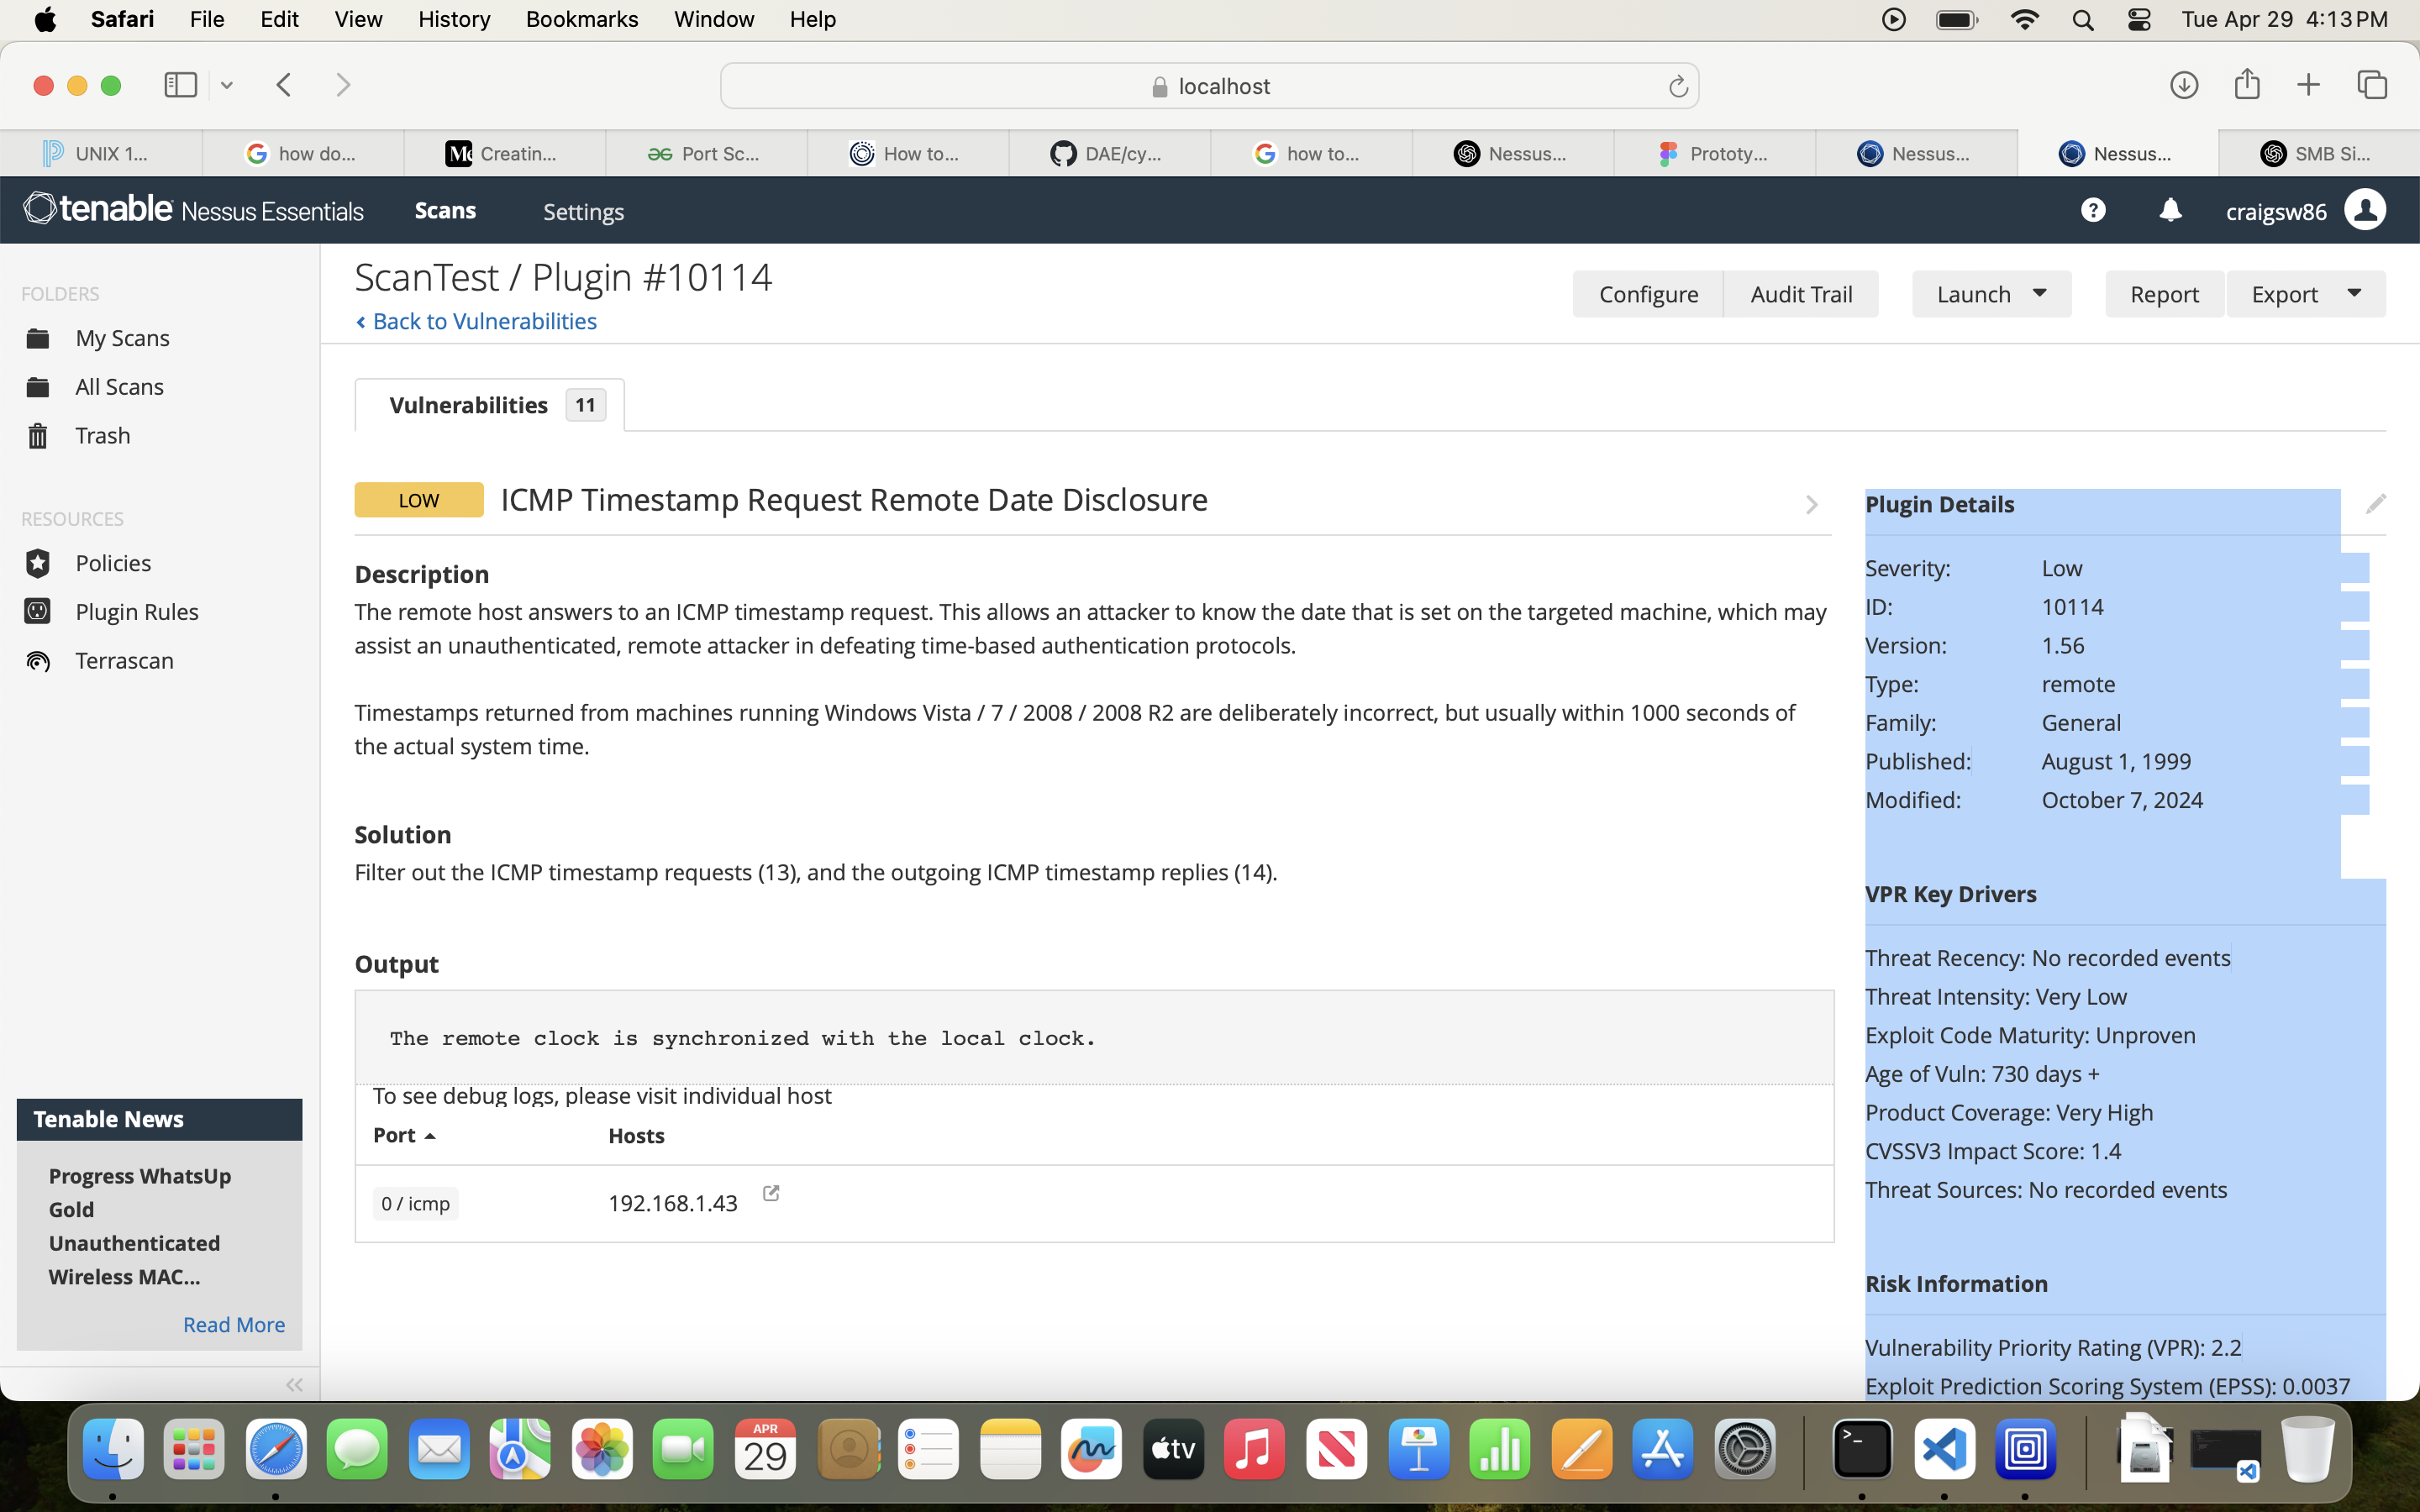 Safari File Edit View History Bookmarks Window Help Tue Apr 29 4:13 PM
localhost
UNIX 1... how do... Creatin... Port Sc... How to... DAE/cy... how to... Nessus... Prototy... Nessus... Nessus... SMB Si...
tenable Nessus Essentials Scans Settings craigsw86
FOLDERS
My Scans
All Scans
Trash
RESOURCES
Policies
Plugin Rules
Terrascan
Tenable News
Progress WhatsUp
Gold
Unauthenticated
Wireless MAC...
Read More
ScanTest / Plugin #10114
Back to Vulnerabilities
Configure Audit Trail Launch Report Export
Vulnerabilities 11
LOW ICMP Timestamp Request Remote Date Disclosure
Description
The remote host answers to an ICMP timestamp request. This allows an attacker to know the date that is set on the targeted machine, which may
assist an unauthenticated, remote attacker in defeating time-based authentication protocols.
Timestamps returned from machines running Windows Vista / 7 / 2008 / 2008 R2 are deliberately incorrect, but usually within 1000 seconds of
the actual system time.
Solution
Filter out the ICMP timestamp requests (13), and the outgoing ICMP timestamp replies (14).
Output
The remote clock is synchronized with the local clock.
To see debug logs, please visit individual host
Port Hosts
0 / icmp 192.168.1.43
Plugin Details
Severity: Low
ID: 10114
Version: 1.56
Type: remote
Family: General
Published: August 1, 1999
Modified: October 7, 2024
VPR Key Drivers
Threat Recency: No recorded events
Threat Intensity: Very Low
Exploit Code Maturity: Unproven
Age of Vuln: 730 days +
Product Coverage: Very High
CVSSV3 Impact Score: 1.4
Threat Sources: No recorded events
Risk Information
Vulnerability Priority Rating (VPR): 2.2
Exploit Prediction Scoring System (EPSS): 0.0037
APR
29
tv